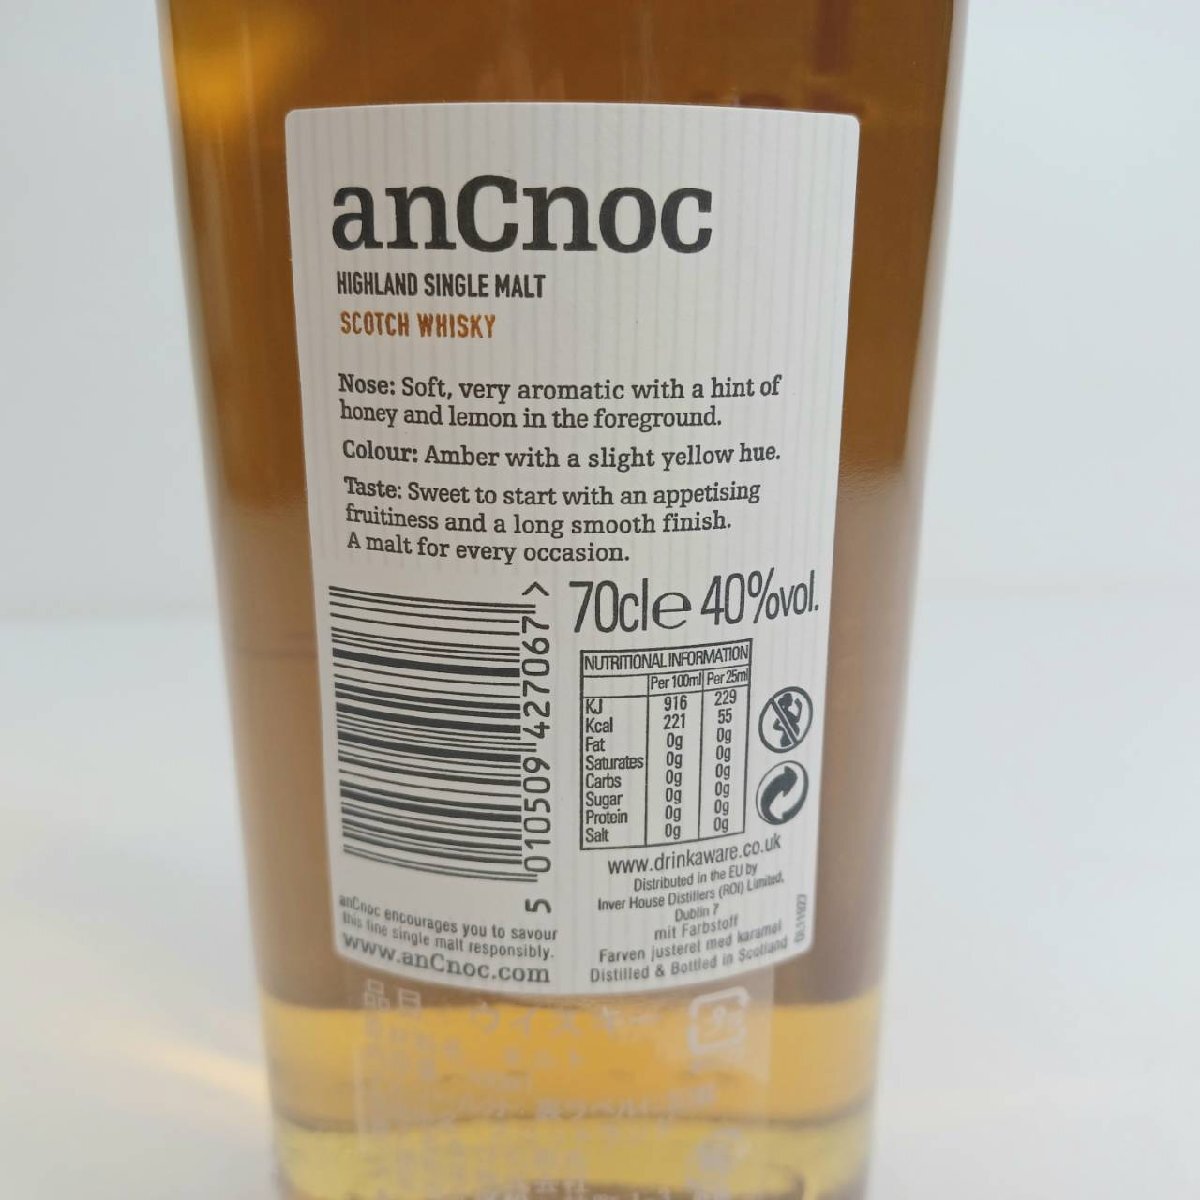 anCnoc
HIGHLAND SINGLE MALT
SCOTCH WHISKY
Nose: Soft, very aromatic with a hint of
honey and lemon in the foreground.
Colour: Amber with a slight yellow hue.
Taste: Sweet to start with an appetising
fruitiness and a long smooth finish.
A malt for every occasion.
70cl e 40%vol.
5 010509 427067 >
NUTRITIONAL INFORMATION
Per 100ml Per 25ml
KJ 916 229
Kcal 221 55
Fat 0g 0g
Saturates 0g 0g
Carbs 0g 0g
Sugar 0g 0g
Protein 0g 0g
Salt 0g 0g
www.drinkaware.co.uk
Distributed in the EU by
Inver House Distillers (ROI) Limited,
Dublin 7
mit Farbstoff
Farven justeret med karamel
Distilled & Bottled in Scotland
anCnoc encourages you to savour
this fine single malt responsibly.
www.anCnoc.com
品目 ウイスキー